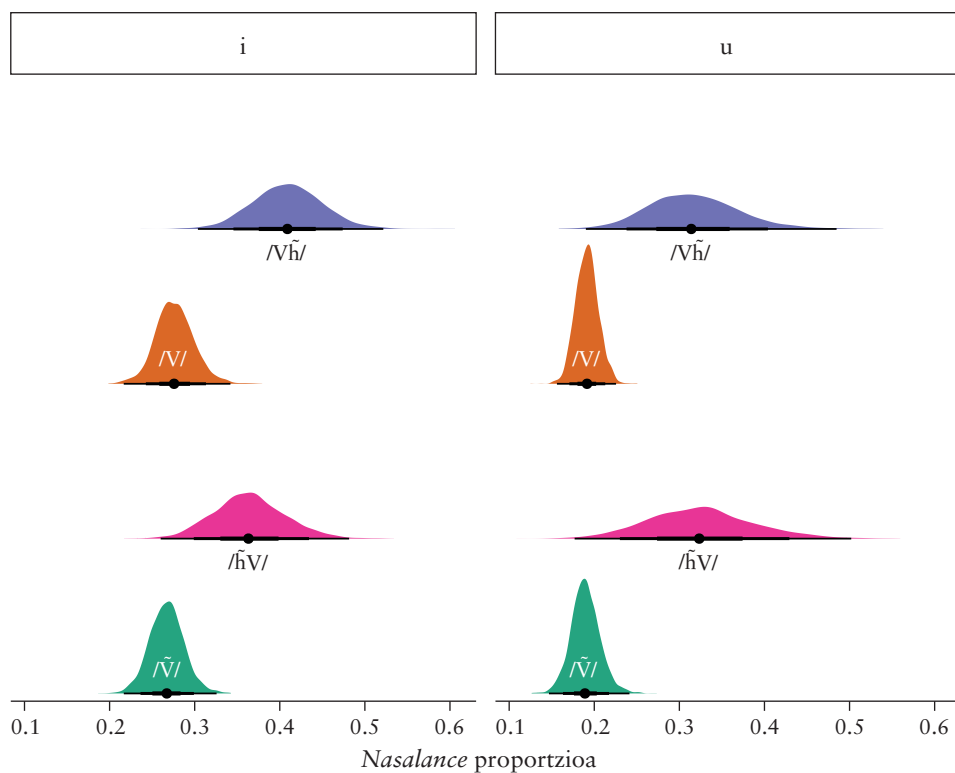 i u
/Vh̃/ /Vh̃/
/V/ /V/
/h̃V/ /h̃V/
/Ṽ/ /Ṽ/
0.1 0.2 0.3 0.4 0.5 0.6 0.1 0.2 0.3 0.4 0.5 0.6
Nasalance proportzioa